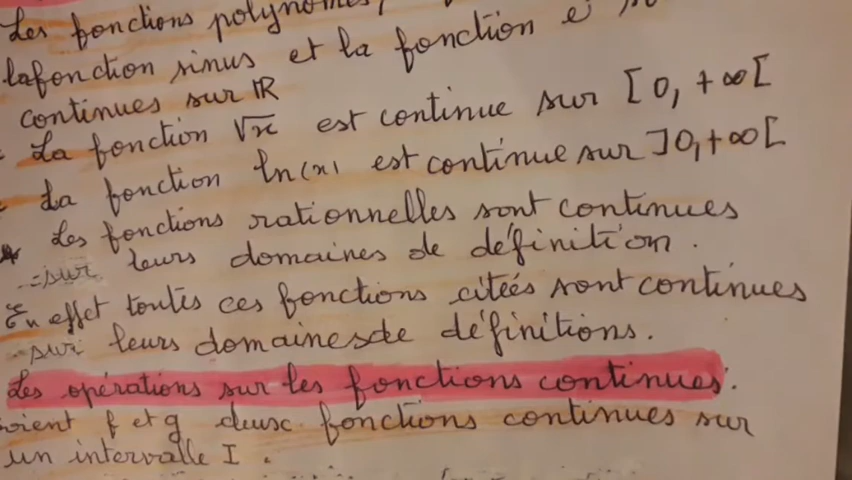 Les fonctions polynômes,
la fonction sinus et la fonction e
continues sur ℝ
La fonction √x est continue sur [0, +∞[
La fonction ln(x) est continue sur ]0, +∞[
Les fonctions rationnelles sont continues
sur leurs domaines de définition.
En effet toutes ces fonctions citeés sont continues
sur leurs domaines de définitions.
Les opérations sur les fonctions continues.
soient f et g deux fonctions continues sur
un intervalle I.